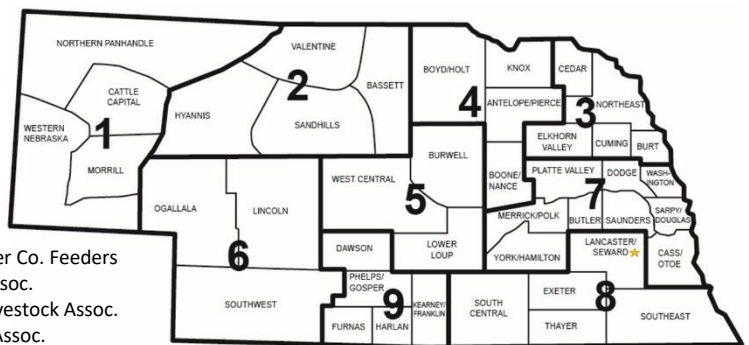 NORTHERN PANHANDLE
CATTLE
CAPITAL
WESTERN
NEBRASKA
1
MORRILL
VALENTINE
2
BASSETT
HYANNIS
SANDHILLS
BOYD/HOLT
KNOX
4
ANTELOPE/PIERCE
BOONE/
NANCE
CEDAR
3
NORTHEAST
ELKHORN
VALLEY
CUMING
BURT
BURWELL
WEST CENTRAL
5
LOWER
LOUP
DAWSON
OGALLALA
LINCOLN
6
SOUTHWEST
PLATTE VALLEY
DODGE
WASH-
INGTON
7
MERRICK/POLK
BUTLER
SAUNDERS
SARPY/
DOUGLAS
YORK/HAMILTON
LANCASTER/
SEWARD
CASS/
OTOE
PHELPS/
GOSPER
9
KEARNEY/
FRANKLIN
FURNAS
HARLAN
SOUTH
CENTRAL
EXETER
8
THAYER
SOUTHEAST
er Co. Feeders
soc.
vestock Assoc.
Assoc.